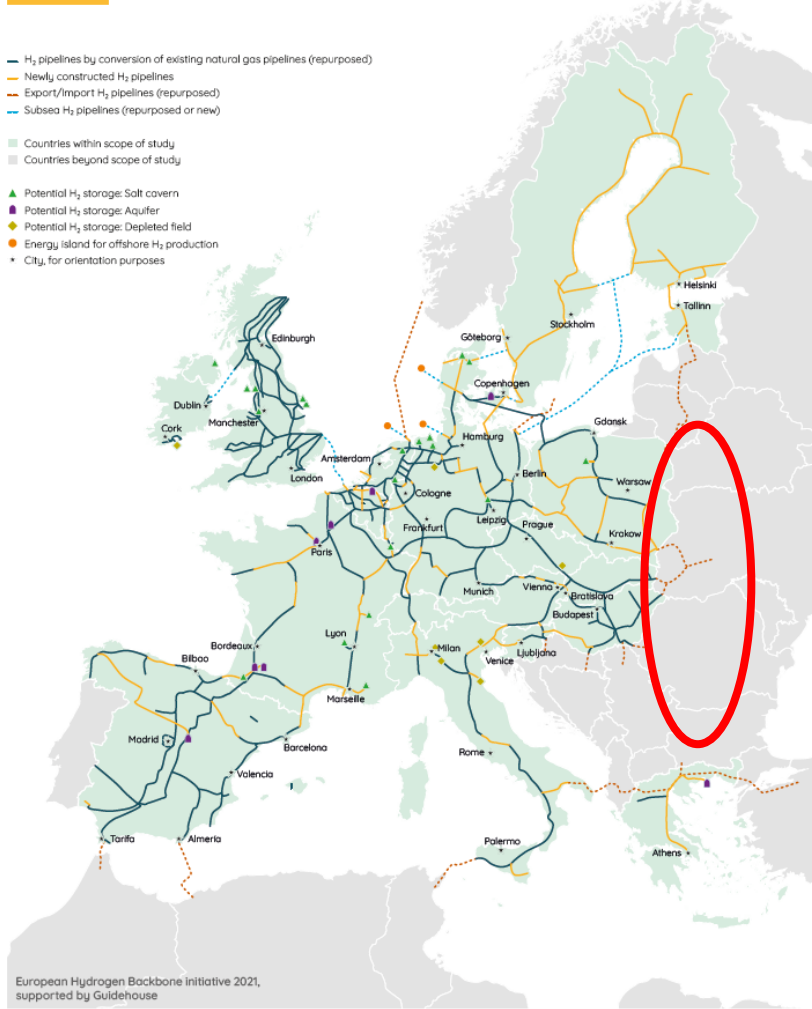 H₂ pipelines by conversion of existing natural gas pipelines (repurposed)
Newly constructed H₂ pipelines
Export/Import H₂ pipelines (repurposed)
Subsea H₂ pipelines (repurposed or new)
Countries within scope of study
Countries beyond scope of study
Potential H₂ storage: Salt cavern
Potential H₂ storage: Aquifer
Potential H₂ storage: Depleted field
Energy island for offshore H₂ production
City, for orientation purposes
Helsinki
Tallinn
Stockholm
Göteborg
Edinburgh
Copenhagen
Dublin
Manchester
Gdansk
Cork
Hamburg
Amsterdam
Berlin
Warsaw
London
Cologne
Leipzig
Frankfurt
Prague
Krakow
Paris
Munich
Vienna
Bratislava
Budapest
Lyon
Bordeaux
Milan
Ljubljana
Bilbao
Venice
Marseille
Madrid
Barcelona
Rome
Valencia
Tarifa
Almeria
Palermo
Athens
European Hydrogen Backbone initiative 2021,
supported by Guidehouse